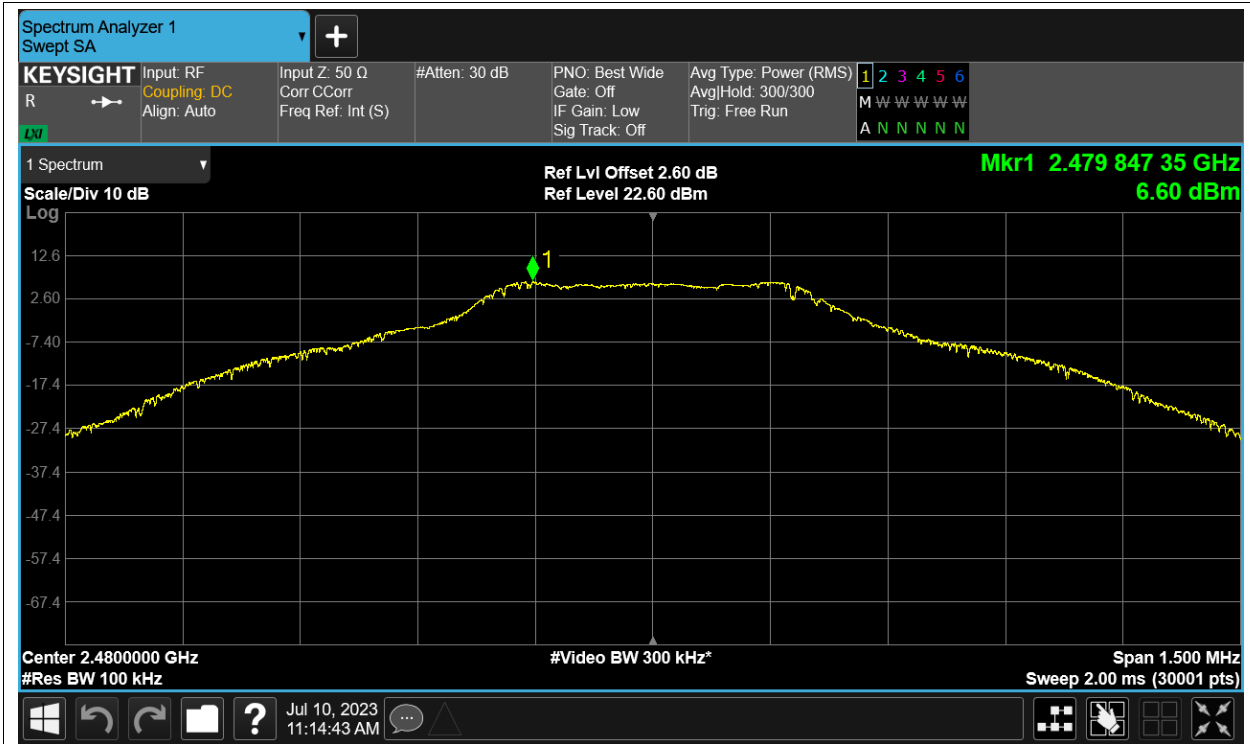 Spectrum Analyzer 1
Swept SA
KEYSIGHT
R
LXI
Input: RF
Coupling: DC
Align: Auto
Input Z: 50 Ω
Corr CCorr
Freq Ref: Int (S)
#Atten: 30 dB
PNO: Best Wide
Gate: Off
IF Gain: Low
Sig Track: Off
Avg Type: Power (RMS)
Avg|Hold: 300/300
Trig: Free Run
1 2 3 4 5 6
M W W W W W
A N N N N N
1 Spectrum
Scale/Div 10 dB
Ref Lvl Offset 2.60 dB
Ref Level 22.60 dBm
Mkr1 2.479 847 35 GHz
6.60 dBm
Log
1
12.6
2.60
-7.40
-17.4
-27.4
-37.4
-47.4
-57.4
-67.4
Center 2.4800000 GHz
#Video BW 300 kHz*
Span 1.500 MHz
#Res BW 100 kHz
Sweep 2.00 ms (30001 pts)
?
Jul 10, 2023
11:14:43 AM